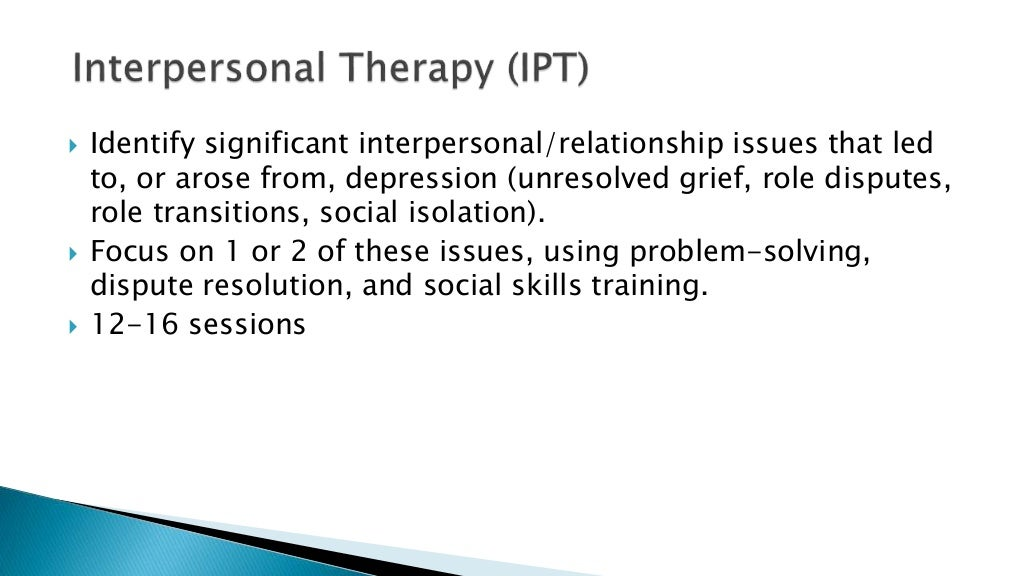 Interpersonal Therapy (IPT)
Identify significant interpersonal/relationship issues that led
to, or arose from, depression (unresolved grief, role disputes,
role transitions, social isolation).
Focus on 1 or 2 of these issues, using problem-solving,
dispute resolution, and social skills training.
12-16 sessions